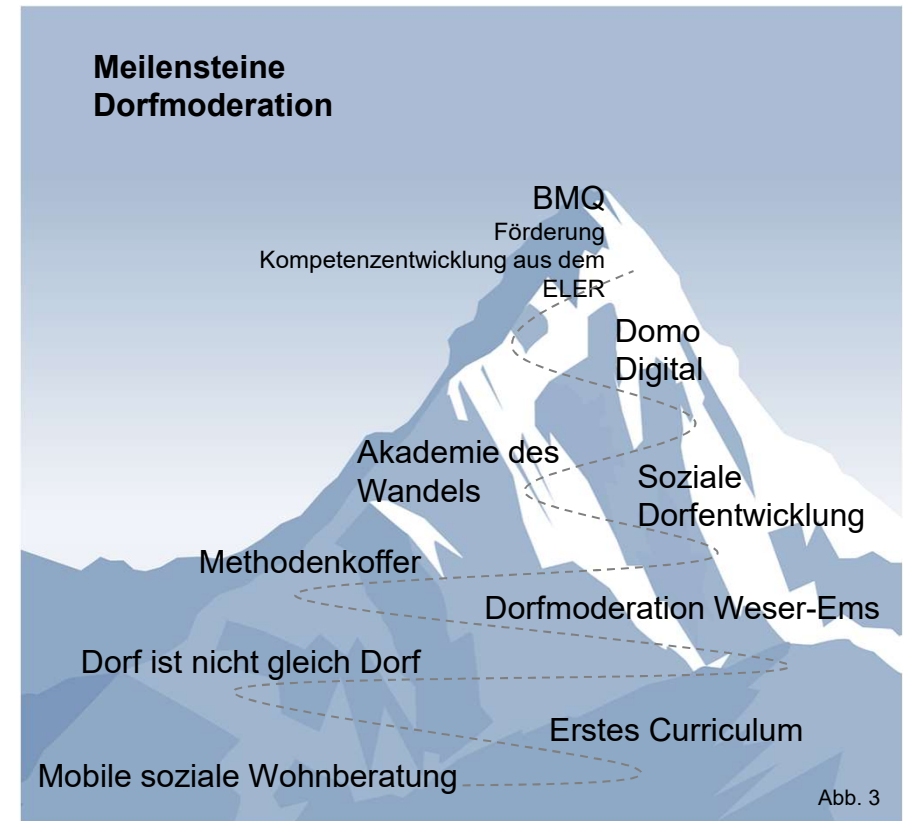 Meilensteine
Dorfmoderation
BMQ
Förderung
Kompetenzentwicklung aus dem
ELER
Domo
Digital
Akademie des
Wandels
Soziale
Dorfentwicklung
Methodenkoffer
Dorfmoderation Weser-Ems
Dorf ist nicht gleich Dorf
Erstes Curriculum
Mobile soziale Wohnberatung
Abb. 3